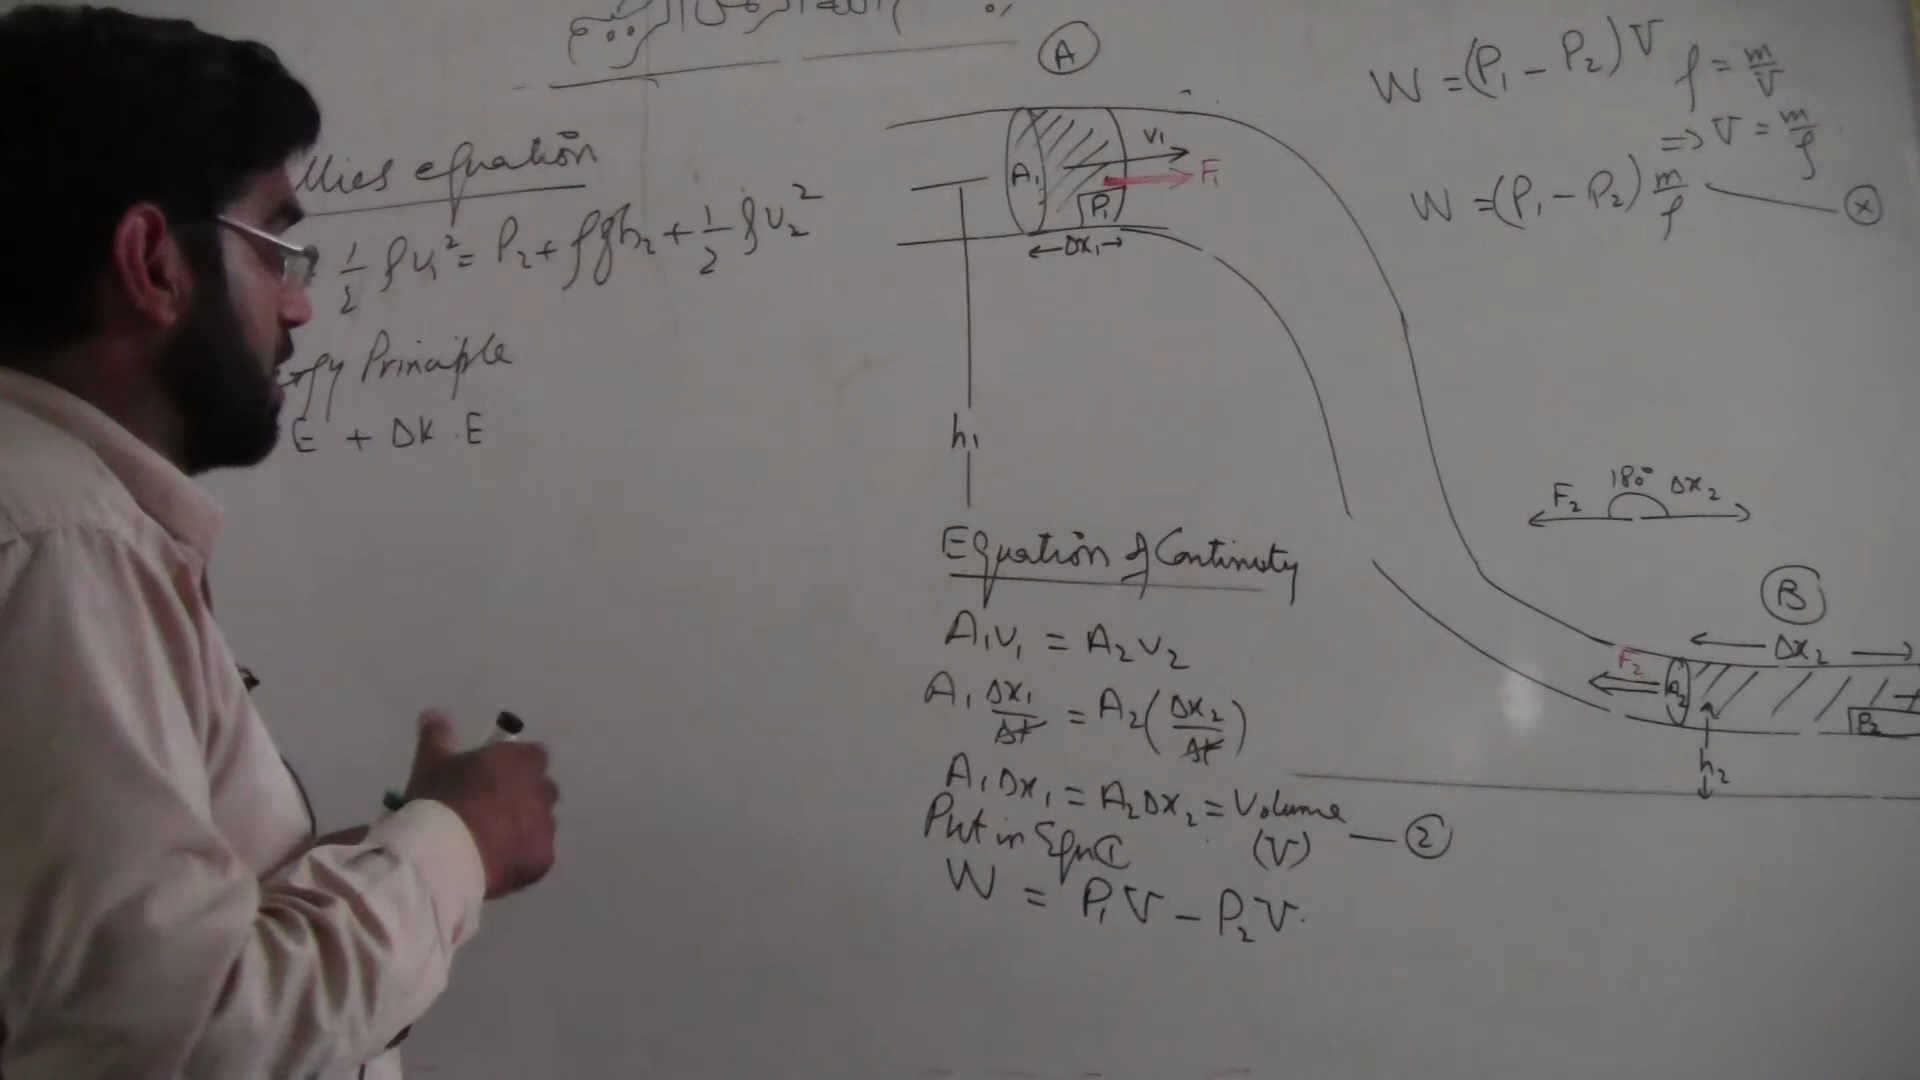 equation
1/2 ρv₁² = P₂ + ρgh₂ + 1/2 ρv₂²
Principle
E + ΔK.E
A
A₁
V₁
F₁
P₁
←Δx₁→
h₁
W = (P₁ - P₂) V
ρ = m/V
⇒ V = m/ρ
W = (P₁ - P₂) m/ρ
x
F₂ 180° Δx₂
B
← Δx₂ →
F₂
A₂
P₂
h₂
Equation of Continuty
A₁v₁ = A₂v₂
A₁ Δx₁/Δt = A₂(Δx₂/Δt)
A₁Δx₁ = A₂Δx₂ = Volume
(V) — ②
Put in Eqn ①
W = P₁V - P₂V.